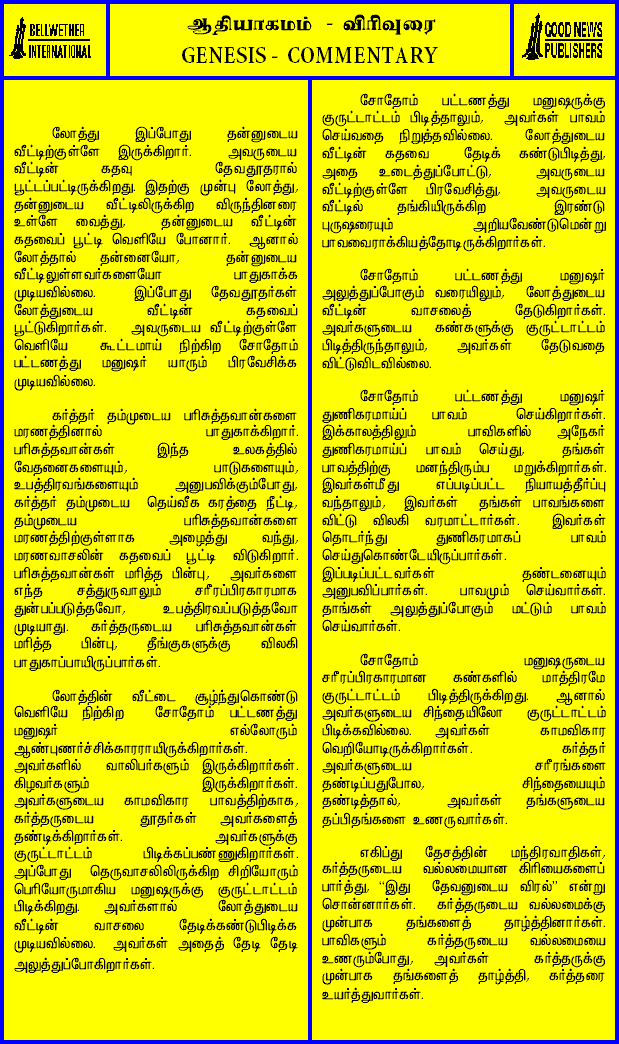 BELLWETHER
INTERNATIONAL
ஆதியாகமம் - விரிவுரை
GENESIS - COMMENTARY
GOOD NEWS
PUBLISHERS
லோத்து இப்போது தன்னுடைய
வீட்டிற்குள்ளே இருக்கிறார். அவருடைய
வீட்டின் கதவு தேவதூதரால்
பூட்டப்பட்டிருக்கிறது. இதற்கு முன்பு லோத்து,
தன்னுடைய வீட்டிலிருக்கிற விருந்தினரை
உள்ளே வைத்து, தன்னுடைய வீட்டின்
கதவைப் பூட்டி வெளியே போனார். ஆனால்
லோத்தால் தன்னையோ, தன்னுடைய
வீட்டிலுள்ளவர்களையோ பாதுகாக்க
முடியவில்லை. இப்போது தேவதூதர்கள்
லோத்துடைய வீட்டின் கதவைப்
பூட்டுகிறார்கள். அவருடைய வீட்டிற்குள்ளே
வெளியே கூட்டமாய் நிற்கிற சோதோம்
பட்டணத்து மனுஷர் யாரும் பிரவேசிக்க
முடியவில்லை.
கர்த்தர் தம்முடைய பரிசுத்தவான்களை
மரணத்தினால் பாதுகாக்கிறார்.
பரிசுத்தவான்கள் இந்த உலகத்தில்
வேதனைகளையும், பாடுகளையும்,
உபத்திரவங்களையும் அனுபவிக்கும்போது,
கர்த்தர் தம்முடைய தெய்வீக கரத்தை நீட்டி,
தம்முடைய பரிசுத்தவான்களை
மரணத்திற்குள்ளாக அழைத்து வந்து,
மரணவாசலின் கதவைப் பூட்டி விடுகிறார்.
பரிசுத்தவான்கள் மரித்த பின்பு, அவர்களை
எந்த சத்துருவாலும் சரீரப்பிரகாரமாக
துன்பப்படுத்தவோ, உபத்திரவப்படுத்தவோ
முடியாது. கர்த்தருடைய பரிசுத்தவான்கள்
மரித்த பின்பு, தீங்குகளுக்கு விலகி
பாதுகாப்பாயிருப்பார்கள்.
லோத்தின் வீட்டை சூழ்ந்துகொண்டு
வெளியே நிற்கிற சோதோம் பட்டணத்து
மனுஷர் எல்லோரும்
ஆண்புணர்ச்சிக்காரராயிருக்கிறார்கள்.
அவர்களில் வாலிபர்களும் இருக்கிறார்கள்.
கிழவர்களும் இருக்கிறார்கள்.
அவர்களுடைய காமவிகார பாவத்திற்காக,
கர்த்தருடைய தூதர்கள் அவர்களைத்
தண்டிக்கிறார்கள். அவர்களுக்கு
குருட்டாட்டம் பிடிக்கப்பண்ணுகிறார்கள்.
அப்போது தெருவாசலிலிருக்கிற சிறியோரும்
பெரியோருமாகிய மனுஷருக்கு குருட்டாட்டம்
பிடிக்கிறது. அவர்களால் லோத்துடைய
வீட்டின் வாசலை தேடிக்கண்டுபிடிக்க
முடியவில்லை. அவர்கள் அதைத் தேடி தேடி
அலுத்துப்போகிறார்கள்.
சோதோம் பட்டணத்து மனுஷருக்கு
குருட்டாட்டம் பிடித்தாலும், அவர்கள் பாவம்
செய்வதை நிறுத்தவில்லை. லோத்துடைய
வீட்டின் கதவை தேடிக் கண்டுபிடித்து,
அதை உடைத்துப்போட்டு, அவருடைய
வீட்டிற்குள்ளே பிரவேசித்து, அவருடைய
வீட்டில் தங்கியிருக்கிற இரண்டு
புருஷரையும் அறியவேண்டுமென்று
பாவவைராக்கியத்தோடிருக்கிறார்கள்.
சோதோம் பட்டணத்து மனுஷர்
அலுத்துப்போகும் வரையிலும், லோத்துடைய
வீட்டின் வாசலைத் தேடுகிறார்கள்.
அவர்களுடைய கண்களுக்கு குருட்டாட்டம்
பிடித்திருந்தாலும், அவர்கள் தேடுவதை
விட்டுவிடவில்லை.
சோதோம் பட்டணத்து மனுஷர்
துணிகரமாய்ப் பாவம் செய்கிறார்கள்.
இக்காலத்திலும் பாவிகளில் அநேகர்
துணிகரமாய்ப் பாவம் செய்து, தங்கள்
பாவத்திற்கு மனந்திரும்ப மறுக்கிறார்கள்.
இவர்கள்மீது எப்படிப்பட்ட நியாயத்தீர்ப்பு
வந்தாலும், இவர்கள் தங்கள் பாவங்களை
விட்டு விலகி வரமாட்டார்கள். இவர்கள்
தொடர்ந்து துணிகரமாகப் பாவம்
செய்துகொண்டேயிருப்பார்கள்.
இப்படிப்பட்டவர்கள் தண்டனையும்
அனுபவிப்பார்கள். பாவமும் செய்வார்கள்.
தாங்கள் அலுத்துப்போகும் மட்டும் பாவம்
செய்வார்கள்.
சோதோம் மனுஷருடைய
சரீரப்பிரகாரமான கண்களில் மாத்திரமே
குருட்டாட்டம் பிடித்திருக்கிறது. ஆனால்
அவர்களுடைய சிந்தையிலோ குருட்டாட்டம்
பிடிக்கவில்லை. அவர்கள் காமவிகார
வெறியோடிருக்கிறார்கள். கர்த்தர்
அவர்களுடைய சரீரங்களை
தண்டிப்பதுபோல, சிந்தையையும்
தண்டித்தால், அவர்கள் தங்களுடைய
தப்பிதங்களை உணருவார்கள்.
எகிப்து தேசத்தின் மந்திரவாதிகள்,
கர்த்தருடைய வல்லமையான கிரியைகளைப்
பார்த்து, “இது தேவனுடைய விரல்” என்று
சொன்னார்கள். கர்த்தருடைய வல்லமைக்கு
முன்பாக தங்களைத் தாழ்த்தினார்கள்.
பாவிகளும் கர்த்தருடைய வல்லமையை
உணரும்போது, அவர்கள் கர்த்தருக்கு
முன்பாக தங்களைத் தாழ்த்தி, கர்த்தரை
உயர்த்துவார்கள்.